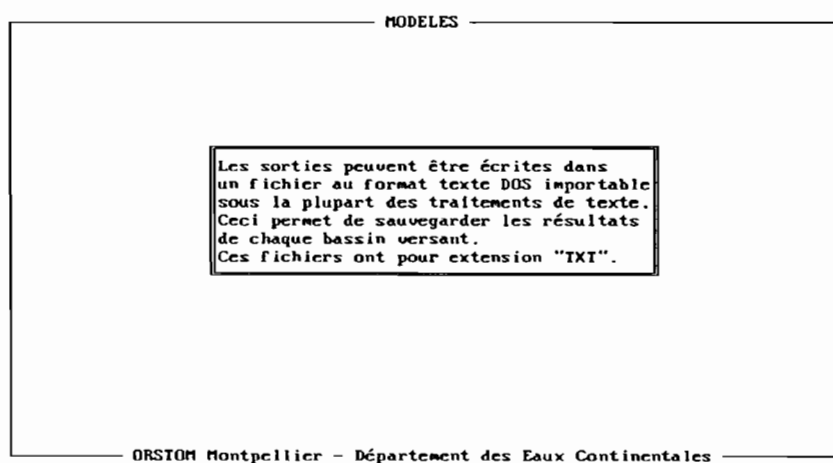 MODELES
Les sorties peuvent être écrites dans
un fichier au format texte DOS importable
sous la plupart des traitements de texte.
Ceci permet de sauvegarder les résultats
de chaque bassin versant.
Ces fichiers ont pour extension "TXT".
ORSTOM Montpellier - Département des Eaux Continentales